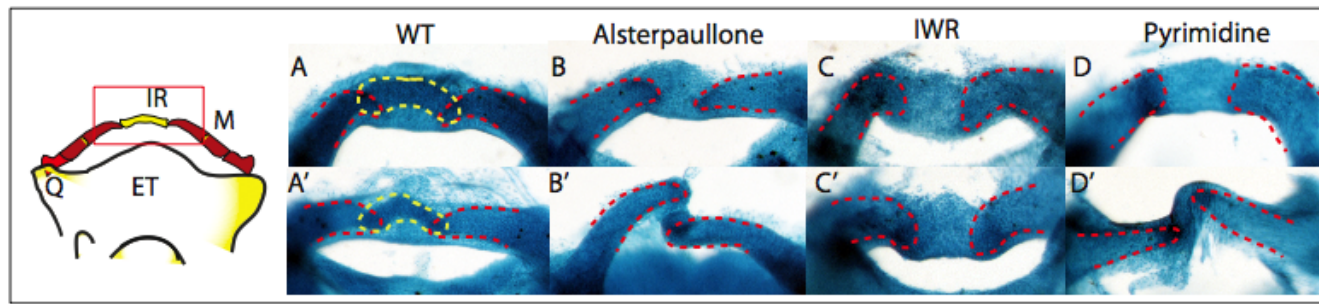 WT Alsterpaullone IWR Pyrimidine
IR
M
Q
ET
A B C D
A’ B’ C’ D’